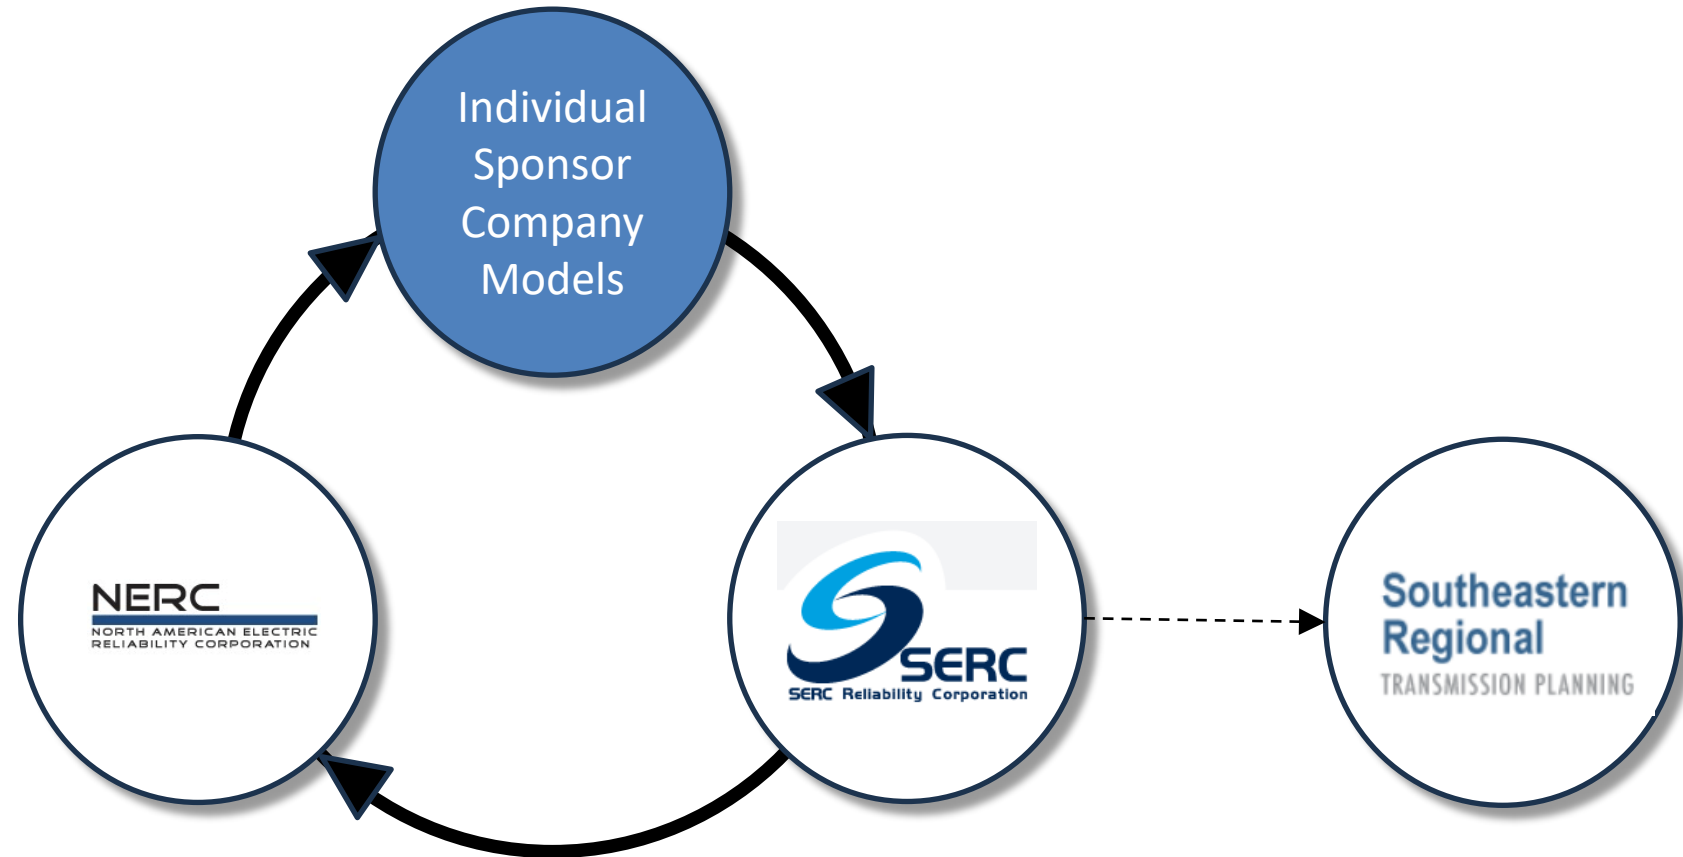 Individual
Sponsor
Company
Models
NERC
NORTH AMERICAN ELECTRIC
RELIABILITY CORPORATION
SERC
SERC Reliability Corporation
Southeastern
Regional
TRANSMISSION PLANNING